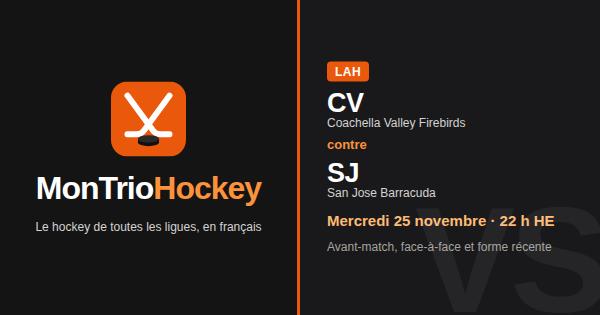 MonTrioHockey
Le hockey de toutes les ligues, en français
LAH
CV
Coachella Valley Firebirds
contre
SJ
San Jose Barracuda
Mercredi 25 novembre · 22 h HE
Avant-match, face-à-face et forme récente
VS